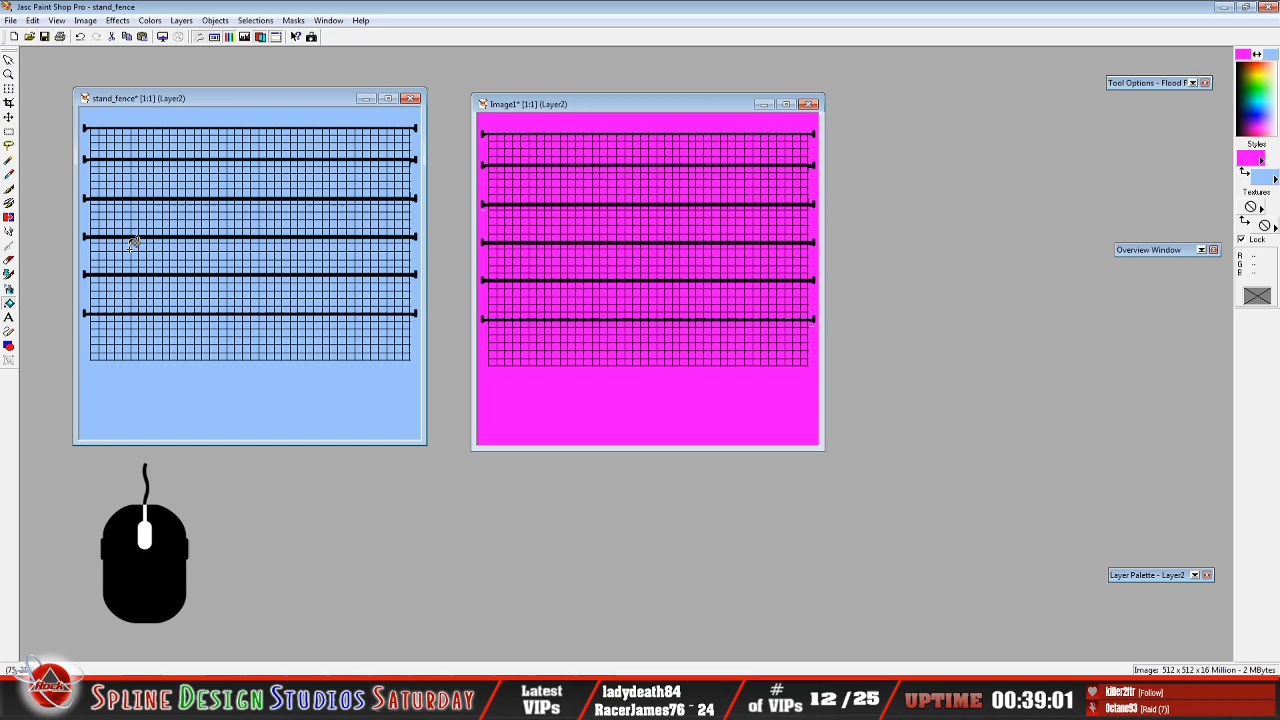 Jasc Paint Shop Pro - stand_fence
File Edit View Image Effects Colors Layers Objects Selections Masks Window Help
stand_fence* [1:1] (Layer2)
Image1* [1:1] (Layer2)
Tool Options - Flood F
Styles
Textures
Lock
R --
G --
B --
Overview Window
Layer Palette - Layer2
Image: 512 x 512 x 16 Million - 2 MBytes
Rock
SPLINE DESIGN STUDIOS SATURDAY
Latest VIPs
ladydeath84
RacerJames76 ~ 24
# of VIPs
12 / 25
UPTIME 00:39:01
killer2ltr [Follow]
Octane93 [Raid (7)]